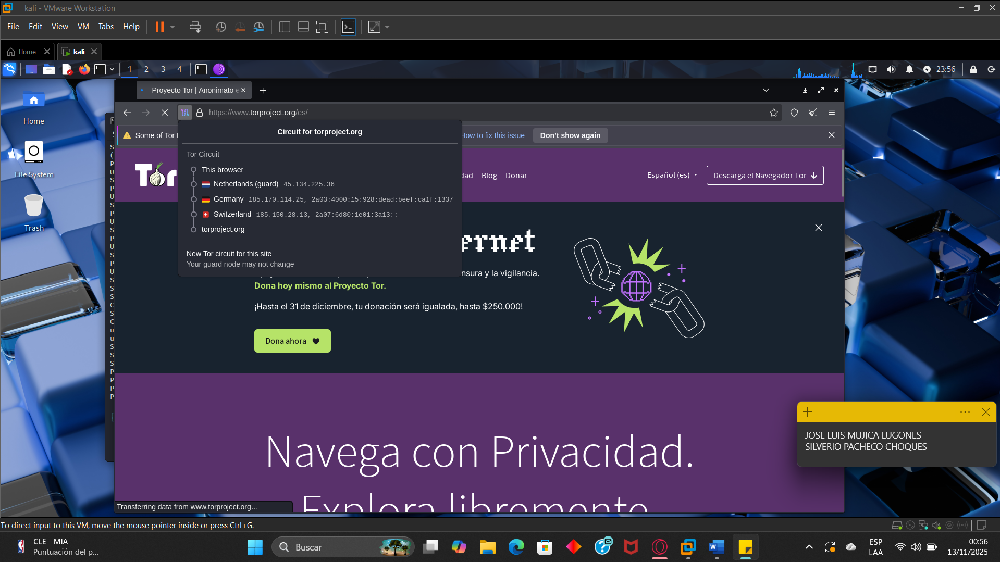 kali - VMware Workstation
File Edit View VM Tabs Help
Home
kali
1 2 3 4
23:56
Proyecto Tor | Anonimato e
https://www.torproject.org/es/
Some of Tor
How to fix this issue
Don't show again
Circuit for torproject.org
Tor Circuit
This browser
Netherlands (guard) 45.134.225.36
Germany 185.170.114.25, 2a03:4000:15:928:dead:beef:ca1f:1337
Switzerland 185.150.28.13, 2a07:6d80:1e01:3a13::
torproject.org
New Tor circuit for this site
Your guard node may not change
Tor
dad Blog Donar
Español (es)
Descarga el Navegador Tor
Home
File System
Trash
ernet
nsura y la vigilancia.
Dona hoy mismo al Proyecto Tor.
¡Hasta el 31 de diciembre, tu donación será igualada, hasta $250.000!
Dona ahora
Navega con Privacidad.
Explora libremente.
Transferring data from www.torproject.org…
JOSE LUIS MUJICA LUGONES
SILVERIO PACHECO CHOQUES
To direct input to this VM, move the mouse pointer inside or press Ctrl+G.
CLE - MIA
Puntuación del p...
Buscar
ESP
LAA
00:56
13/11/2025